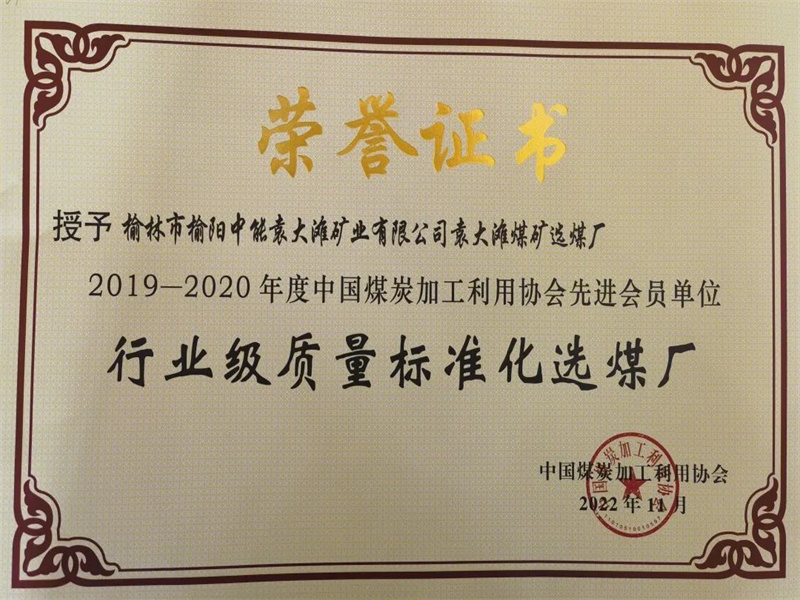 荣誉证书
授予 榆林市榆阳中能袁大滩矿业有限公司袁大滩煤矿选煤厂
2019—2020年度中国煤炭加工利用协会先进会员单位
行业级质量标准化选煤厂
中国煤炭加工利用协会
2022年11月